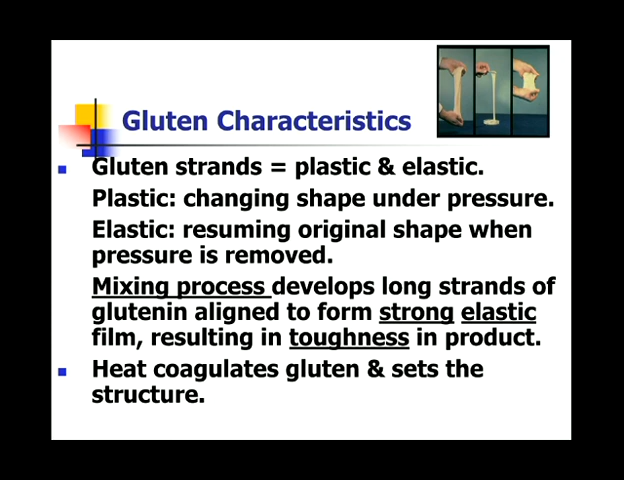 Gluten Characteristics
Gluten strands = plastic & elastic.
Plastic: changing shape under pressure.
Elastic: resuming original shape when
pressure is removed.
Mixing process develops long strands of
glutenin aligned to form strong elastic
film, resulting in toughness in product.
Heat coagulates gluten & sets the
structure.